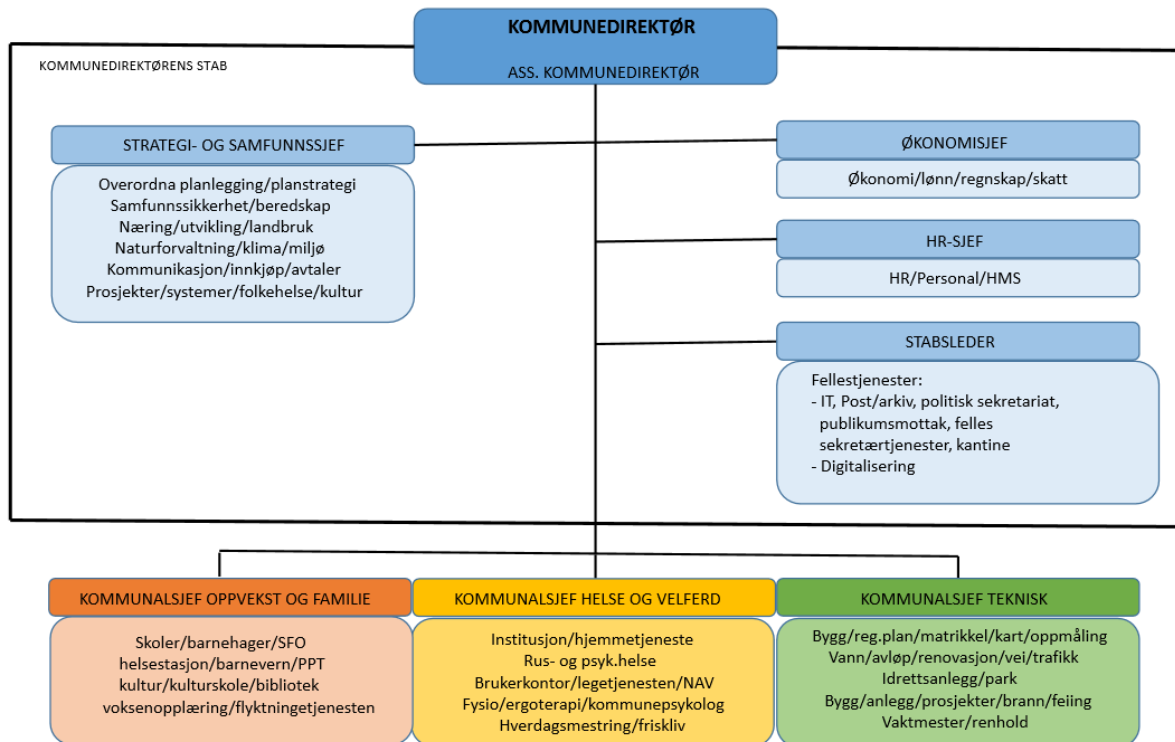 KOMMUNEDIREKTØR
ASS. KOMMUNEDIREKTØR
KOMMUNEDIREKTØRENS STAB
STRATEGI- OG SAMFUNNSSJEF
Overordna planlegging/planstrategi
Samfunnssikkerhet/beredskap
Næring/utvikling/landbruk
Naturforvaltning/klima/miljø
Kommunikasjon/innkjøp/avtaler
Prosjekter/systemer/folkehelse/kultur
ØKONOMISJEF
Økonomi/lønn/regnskap/skatt
HR-SJEF
HR/Personal/HMS
STABSLEDER
Fellestjenester:
- IT, Post/arkiv, politisk sekretariat,
publikumsmottak, felles
sekretærtjenester, kantine
- Digitalisering
KOMMUNALSJEF OPPVEKST OG FAMILIE
Skoler/barnehager/SFO
helsestasjon/barnevern/PPT
kultur/kulturskole/bibliotek
voksenopplæring/flyktningetjenesten
KOMMUNALSJEF HELSE OG VELFERD
Institusjon/hjemmetjeneste
Rus- og psyk.helse
Brukerkontor/legetjenesten/NAV
Fysio/ergoterapi/kommunepsykolog
Hverdagsmestring/friskliv
KOMMUNALSJEF TEKNISK
Bygg/reg.plan/matrikkel/kart/oppmåling
Vann/avløp/renovasjon/vei/trafikk
Idrettsanlegg/park
Bygg/anlegg/prosjekter/brann/feiing
Vaktmester/renhold